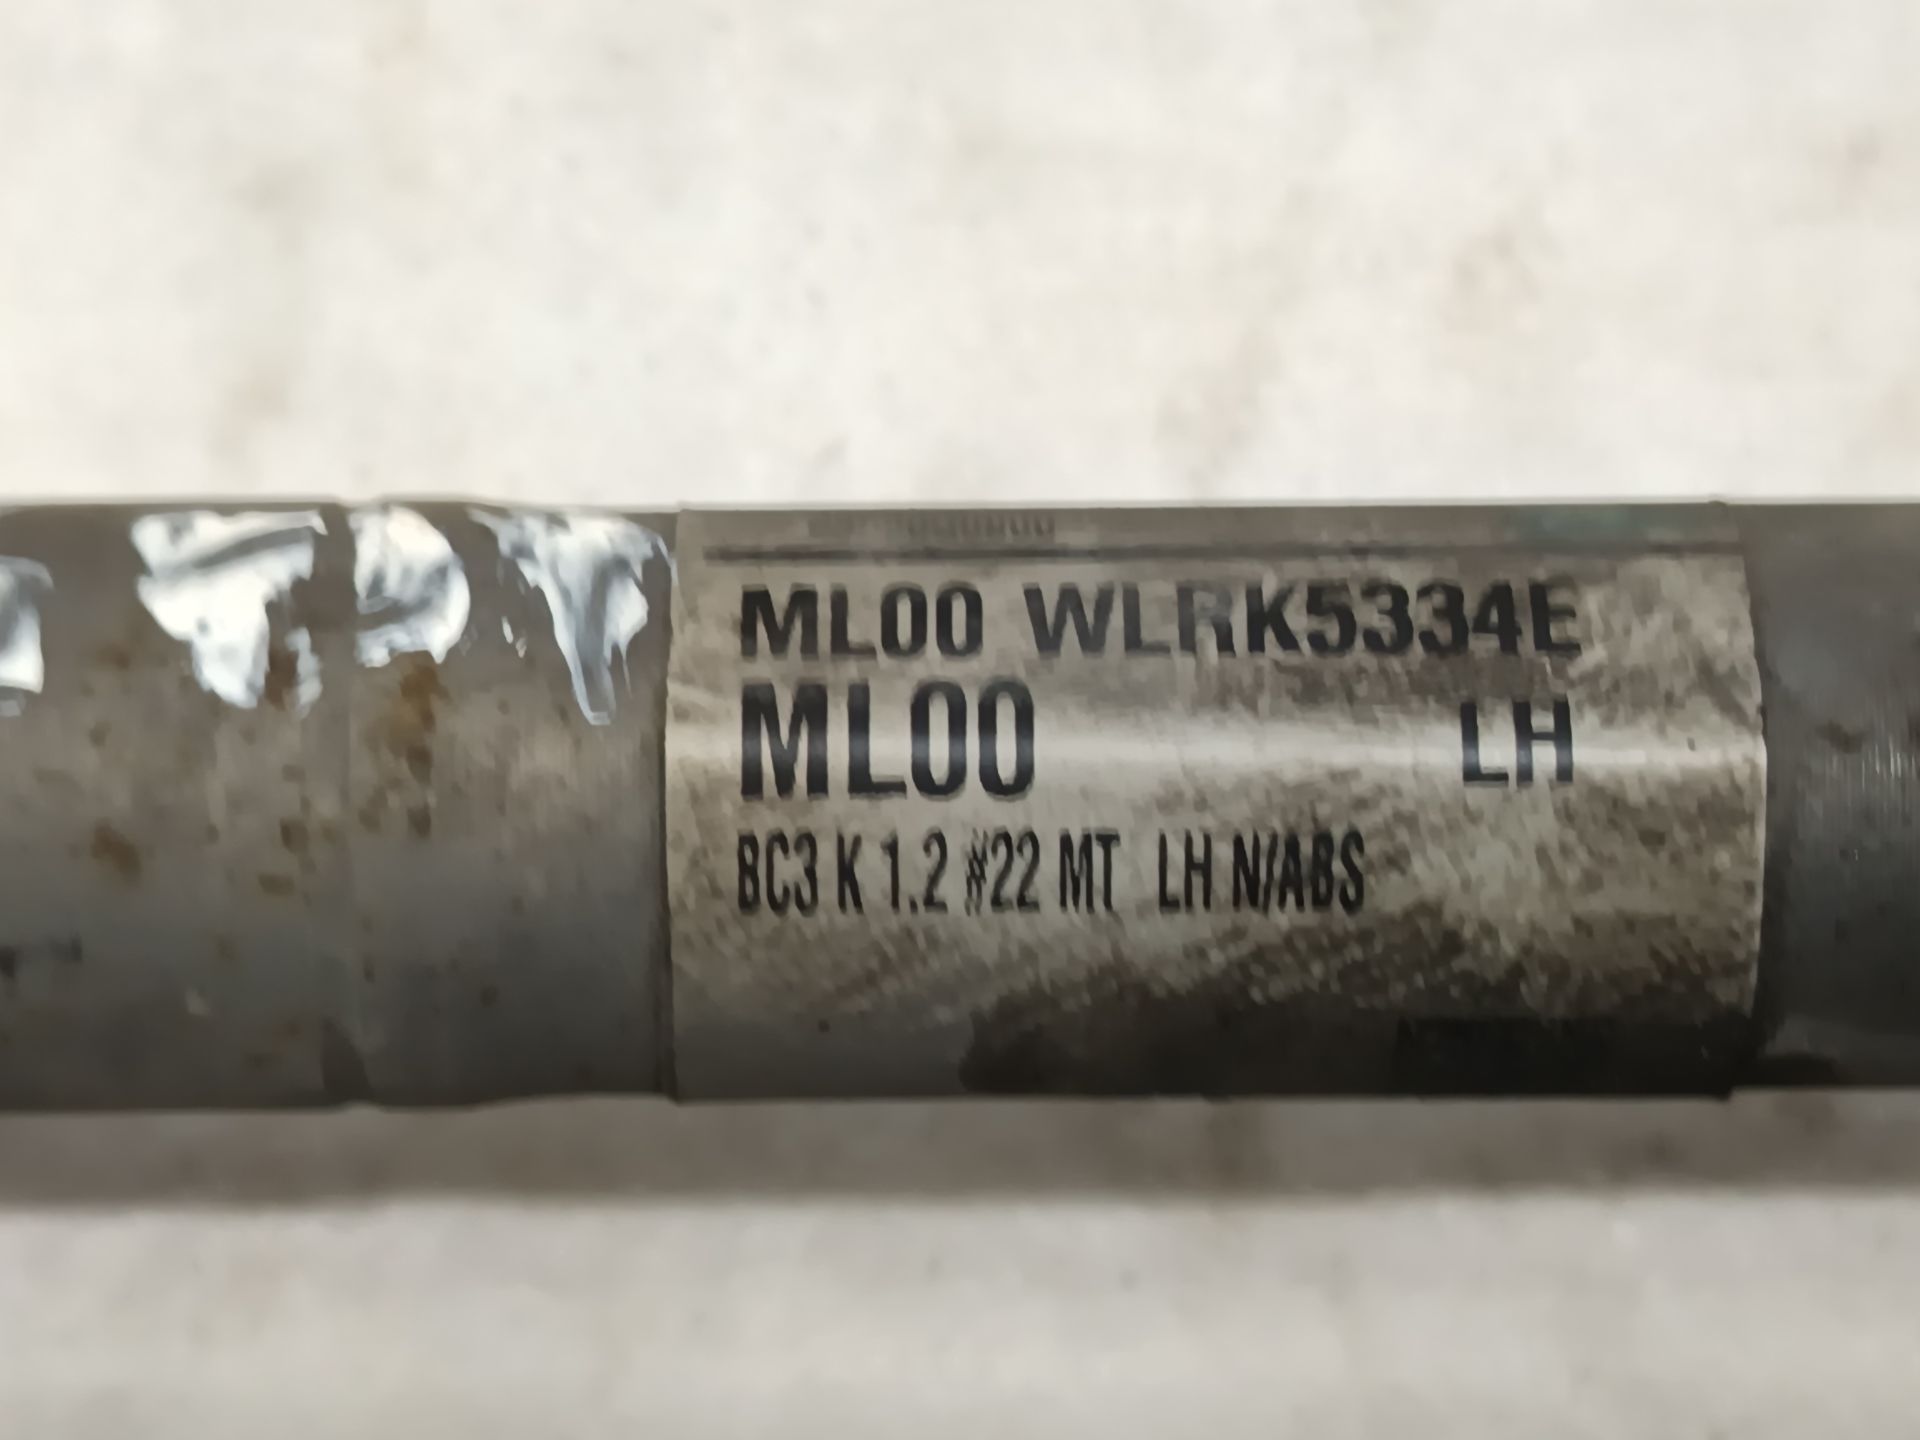 ML00 WLRK5334E
ML00 LH
BC3 K 1.2 #22 MT LH N/ABS